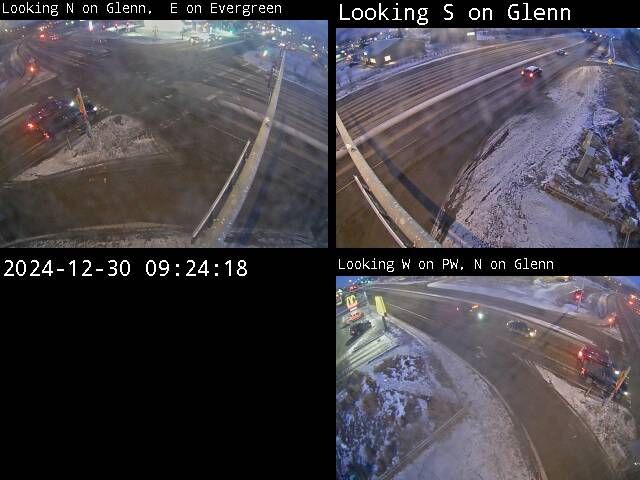 Looking N on Glenn,  E on Evergreen
Looking S on Glenn
2024-12-30 09:24:18
Looking W on PW, N on Glenn